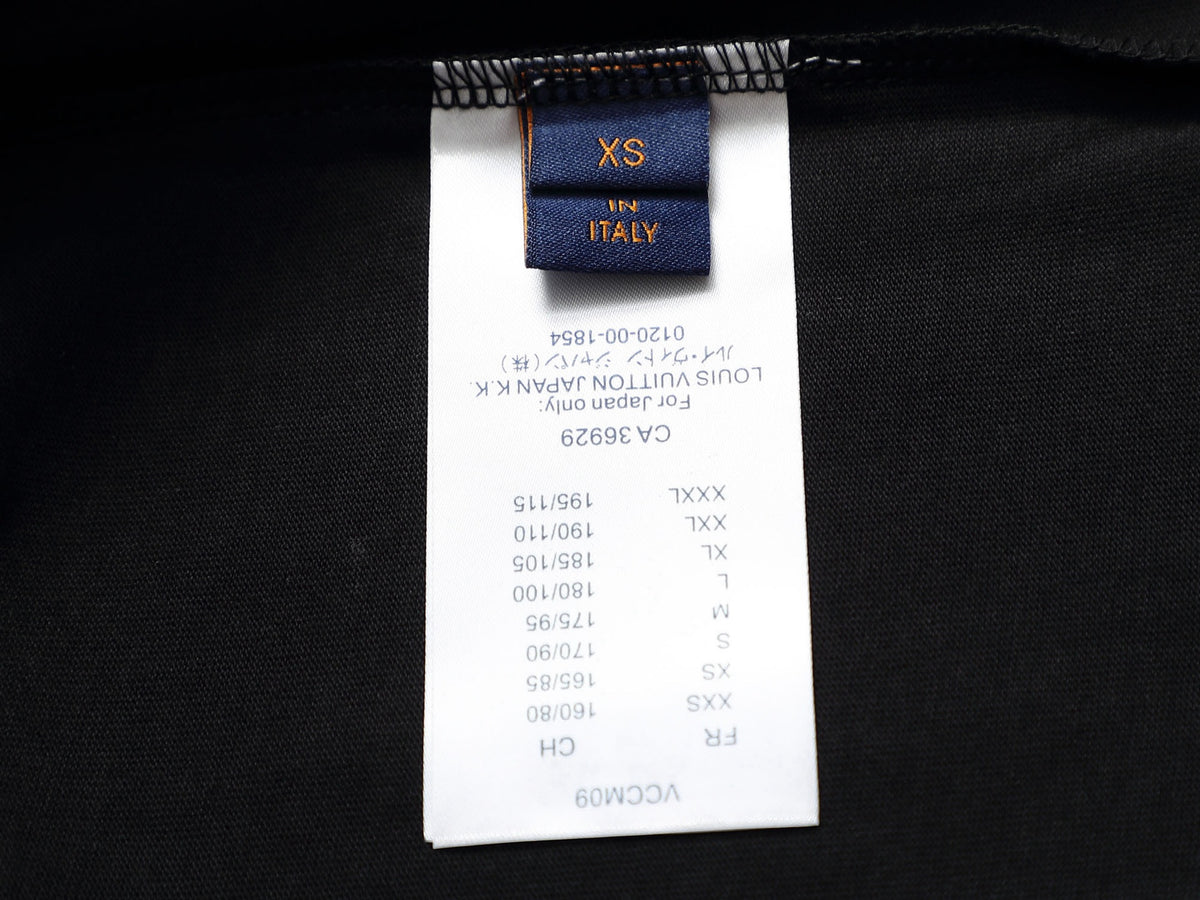 XS
IN
ITALY
VCCM09
FR CH
XXS 160/80
XS 165/85
S 170/90
M 175/95
L 180/100
XL 185/105
XXL 190/110
XXXL 195/115
CA 36929
For Japan only:
LOUIS VUITTON JAPAN K.K.
ルイ・ヴィトン ジャパン(株)
0120-00-1854